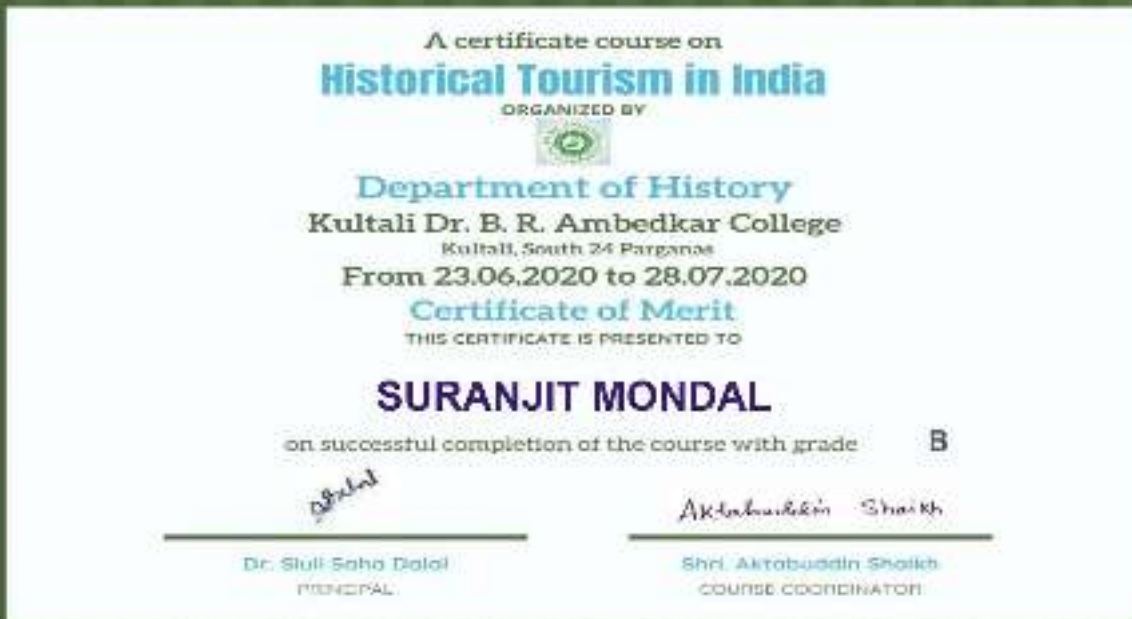 A certificate course on
Historical Tourism in India
ORGANIZED BY
Department of History
Kultali Dr. B. R. Ambedkar College
Kultali, South 24 Parganas
From 23.06.2020 to 28.07.2020
Certificate of Merit
THIS CERTIFICATE IS PRESENTED TO
SURANJIT MONDAL
on successful completion of the course with grade B
Aktabuddin Shaikh
Dr. Siuli Saha Dalal
Shri. Aktabuddin Shaikh
PRINCIPAL
COURSE COORDINATOR